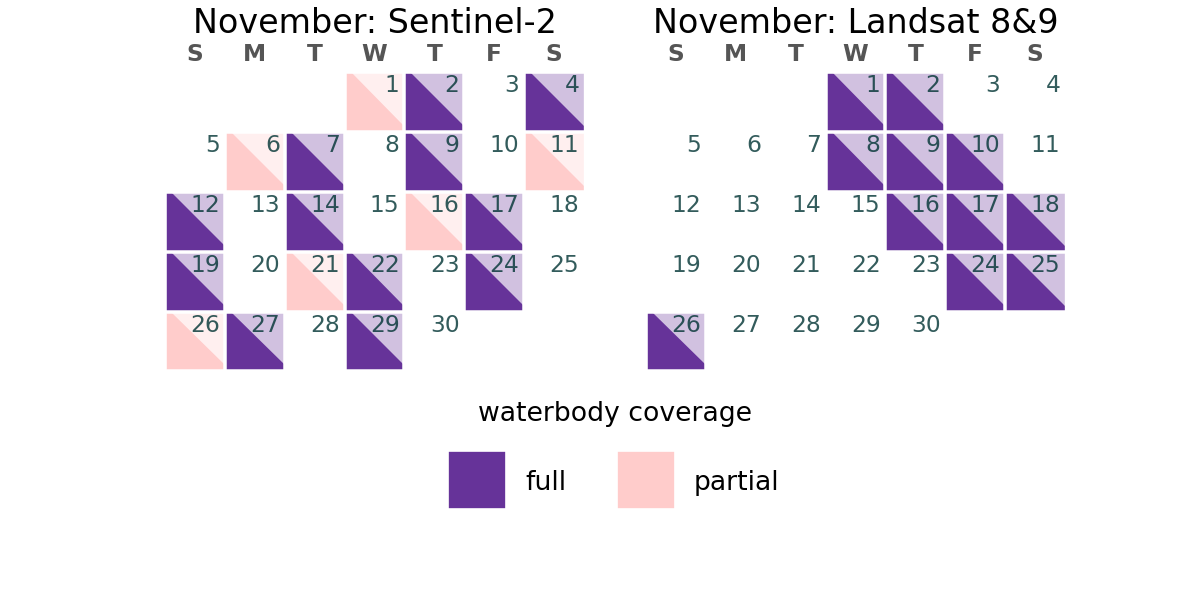 November: Sentinel-2
S M T W T F S
1 2 3 4
5 6 7 8 9 10 11
12 13 14 15 16 17 18
19 20 21 22 23 24 25
26 27 28 29 30
November: Landsat 8&9
S M T W T F S
1 2 3 4
5 6 7 8 9 10 11
12 13 14 15 16 17 18
19 20 21 22 23 24 25
26 27 28 29 30
waterbody coverage
full
partial